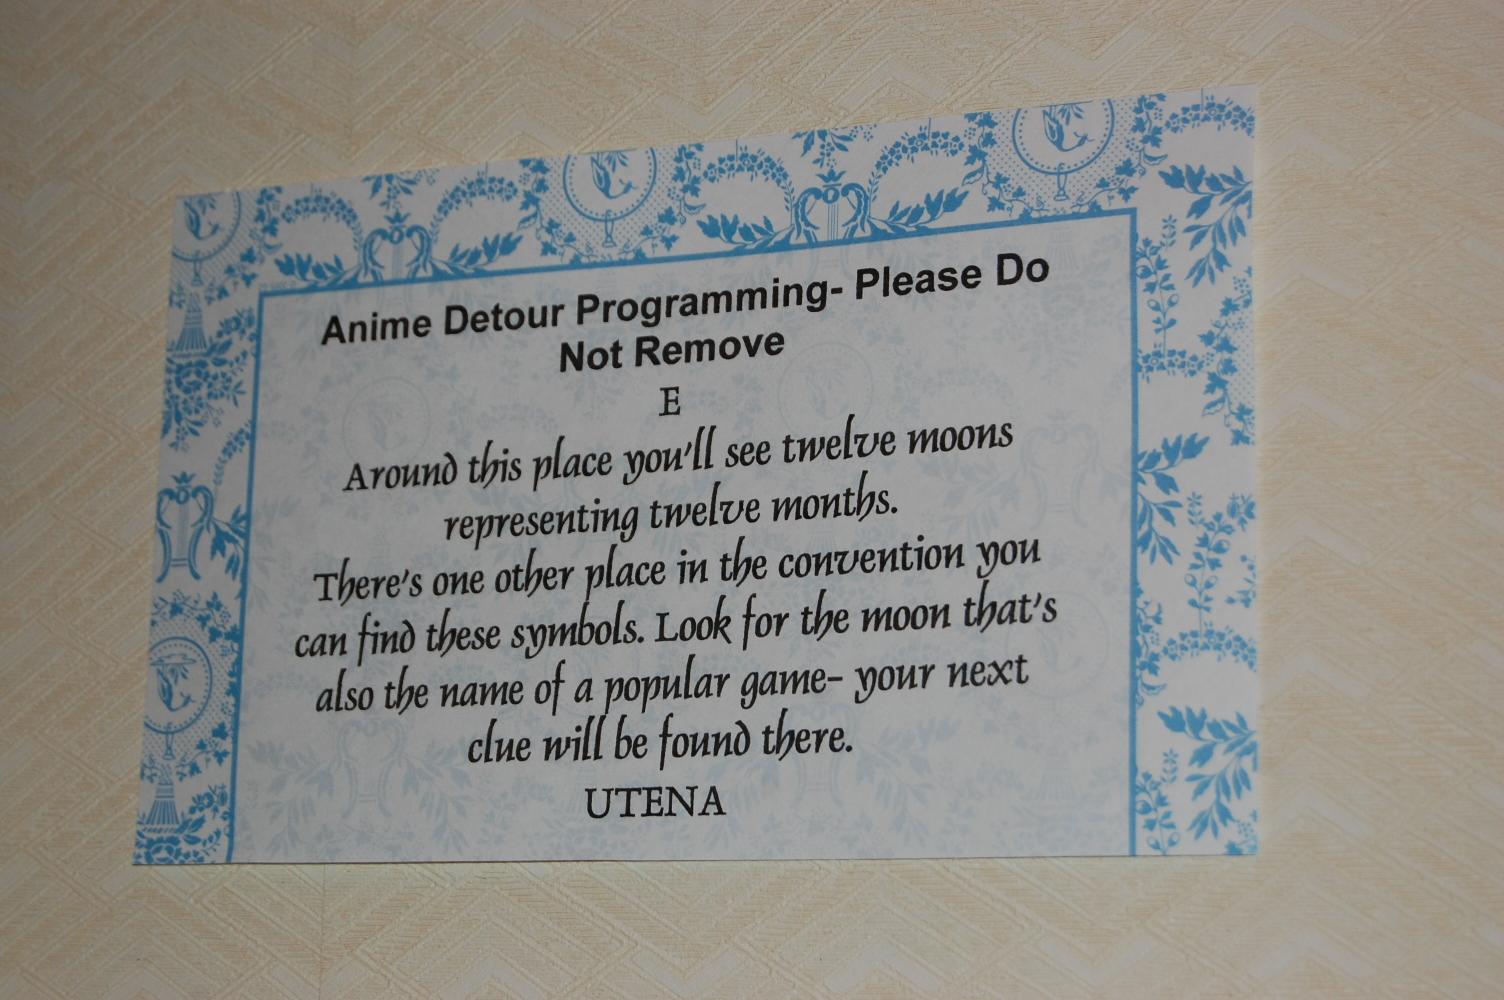 Anime Detour Programming- Please Do
Not Remove
E
Around this place you'll see twelve moons
representing twelve months.
There's one other place in the convention you
can find these symbols. Look for the moon that's
also the name of a popular game- your next
clue will be found there.
UTENA